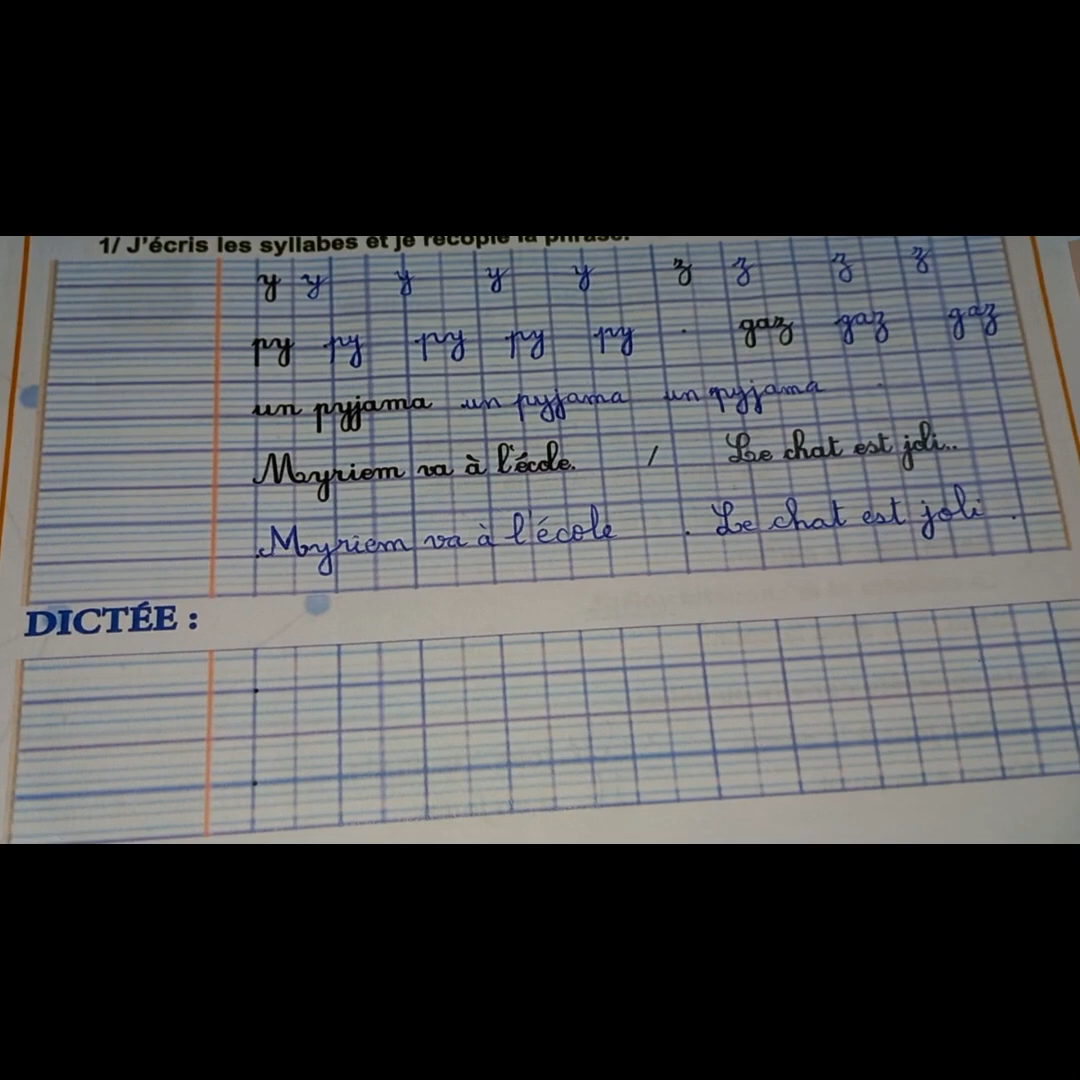 1/ J'écris les syllabes et je recopie la phrase.
y y y y y z z z z
py py py py py . gaz gaz gaz
un pyjama un pyjama un pyjama
Myriem va à l'école. / Le chat est joli..
Myriem va à l'école . Le chat est joli .
DICTÉE :